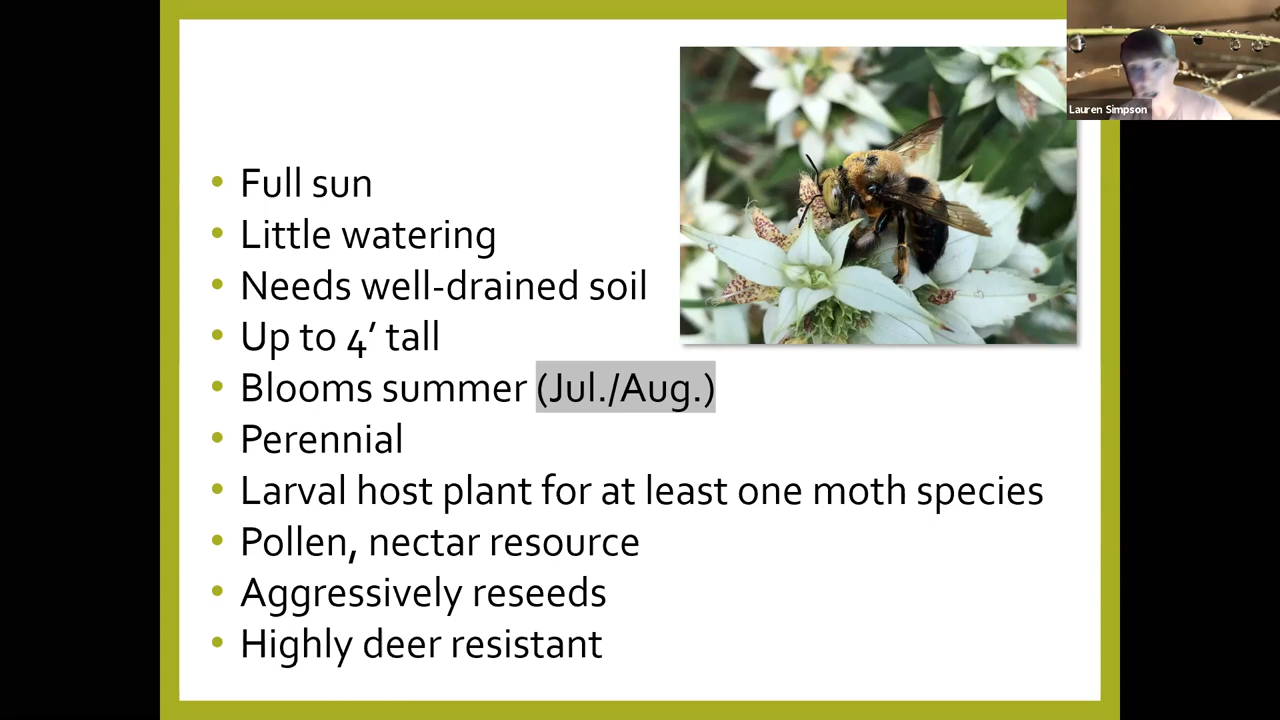 Lauren Simpson
Full sun
Little watering
Needs well-drained soil
Up to 4’ tall
Blooms summer (Jul./Aug.)
Perennial
Larval host plant for at least one moth species
Pollen, nectar resource
Aggressively reseeds
Highly deer resistant